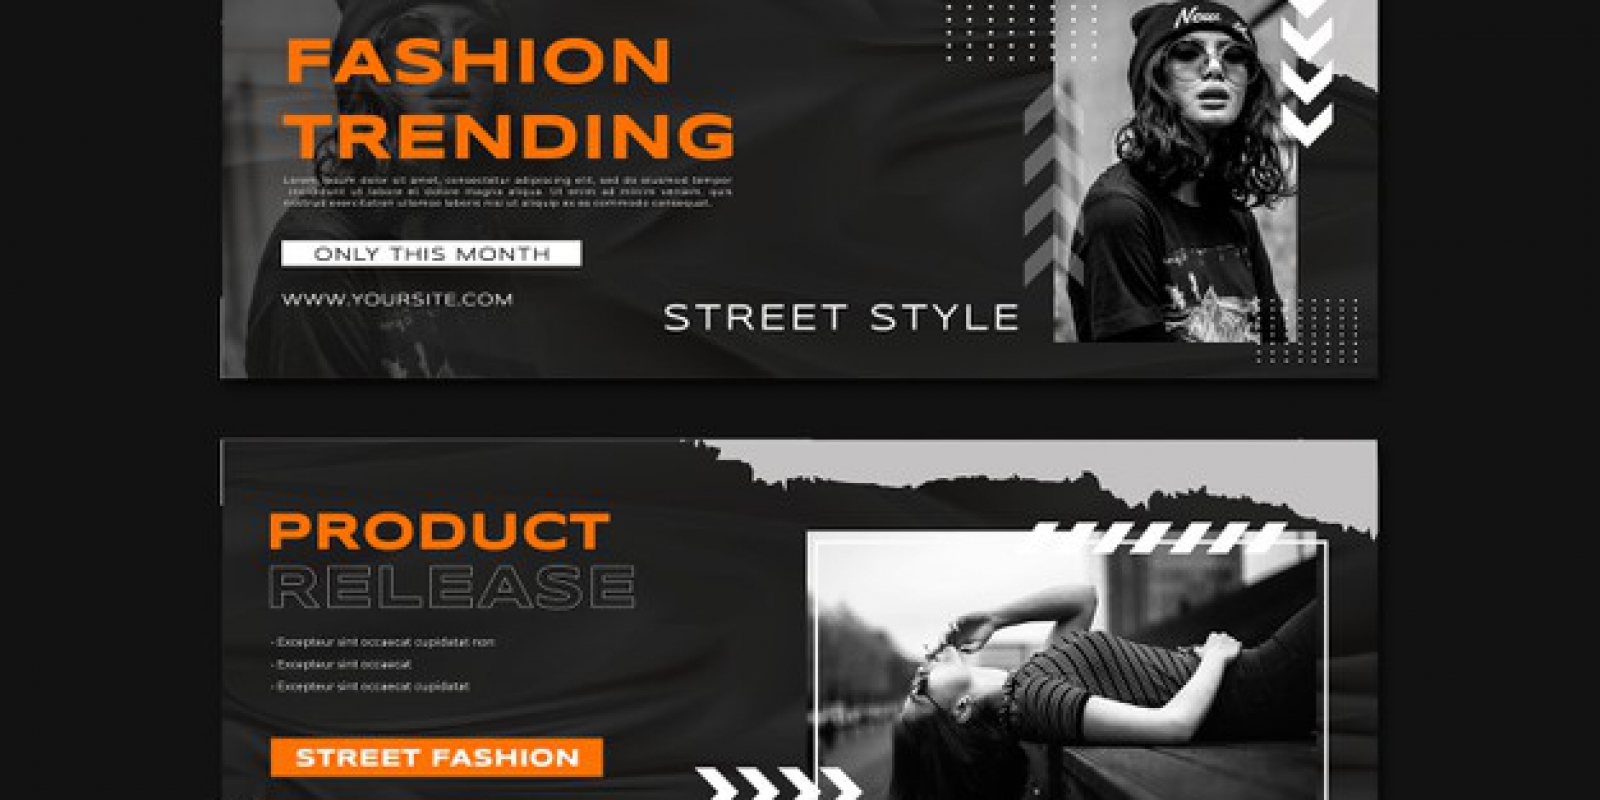 FASHION
TRENDING
Lorem ipsum dolor sit amet, consectetur adipiscing elit, sed do eiusmod tempor
incididunt ut labore et dolore magna aliqua. Ut enim ad minim veniam, quis
nostrud exercitation ullamco laboris nisi ut aliquip ex ea commodo consequat.
ONLY THIS MONTH
WWW.YOURSITE.COM
STREET STYLE
New
PRODUCT
RELEASE
- Excepteur sint occaecat cupidatat non
- Excepteur sint occaecat
- Excepteur sint occaecat cupidatat
STREET FASHION